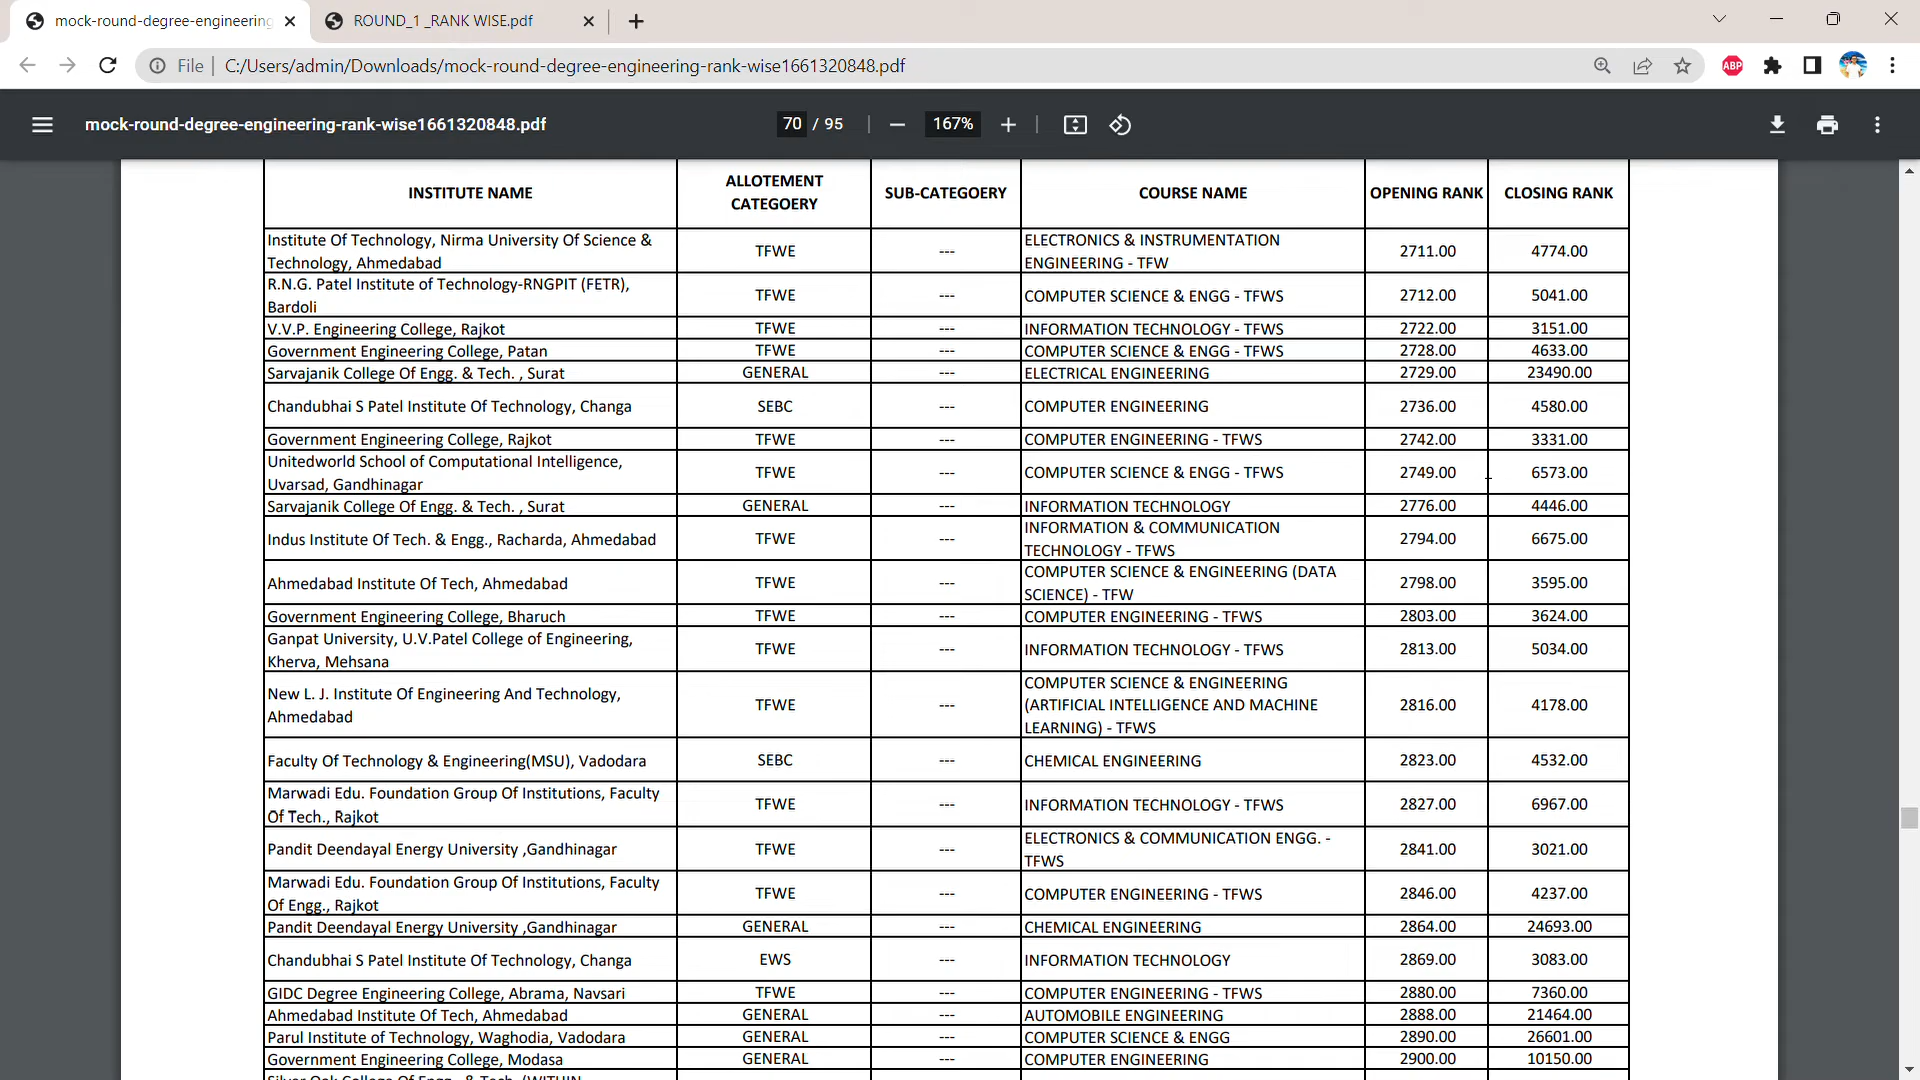 mock-round-degree-engineering
ROUND_1 _RANK WISE.pdf
File C:/Users/admin/Downloads/mock-round-degree-engineering-rank-wise1661320848.pdf
ABP
mock-round-degree-engineering-rank-wise1661320848.pdf 70 / 95 167%
INSTITUTE NAME ALLOTEMENT CATEGOERY SUB-CATEGOERY COURSE NAME OPENING RANK CLOSING RANK
Institute Of Technology, Nirma University Of Science &
Technology, Ahmedabad TFWE --- ELECTRONICS & INSTRUMENTATION
ENGINEERING - TFW 2711.00 4774.00
R.N.G. Patel Institute of Technology-RNGPIT (FETR),
Bardoli TFWE --- COMPUTER SCIENCE & ENGG - TFWS 2712.00 5041.00
V.V.P. Engineering College, Rajkot TFWE --- INFORMATION TECHNOLOGY - TFWS 2722.00 3151.00
Government Engineering College, Patan TFWE --- COMPUTER SCIENCE & ENGG - TFWS 2728.00 4633.00
Sarvajanik College Of Engg. & Tech. , Surat GENERAL --- ELECTRICAL ENGINEERING 2729.00 23490.00
Chandubhai S Patel Institute Of Technology, Changa SEBC --- COMPUTER ENGINEERING 2736.00 4580.00
Government Engineering College, Rajkot TFWE --- COMPUTER ENGINEERING - TFWS 2742.00 3331.00
Unitedworld School of Computational Intelligence,
Uvarsad, Gandhinagar TFWE --- COMPUTER SCIENCE & ENGG - TFWS 2749.00 6573.00
Sarvajanik College Of Engg. & Tech. , Surat GENERAL --- INFORMATION TECHNOLOGY 2776.00 4446.00
Indus Institute Of Tech. & Engg., Racharda, Ahmedabad TFWE --- INFORMATION & COMMUNICATION
TECHNOLOGY - TFWS 2794.00 6675.00
Ahmedabad Institute Of Tech, Ahmedabad TFWE --- COMPUTER SCIENCE & ENGINEERING (DATA
SCIENCE) - TFW 2798.00 3595.00
Government Engineering College, Bharuch TFWE --- COMPUTER ENGINEERING - TFWS 2803.00 3624.00
Ganpat University, U.V.Patel College of Engineering,
Kherva, Mehsana TFWE --- INFORMATION TECHNOLOGY - TFWS 2813.00 5034.00
New L. J. Institute Of Engineering And Technology,
Ahmedabad TFWE --- COMPUTER SCIENCE & ENGINEERING
(ARTIFICIAL INTELLIGENCE AND MACHINE
LEARNING) - TFWS 2816.00 4178.00
Faculty Of Technology & Engineering(MSU), Vadodara SEBC --- CHEMICAL ENGINEERING 2823.00 4532.00
Marwadi Edu. Foundation Group Of Institutions, Faculty
Of Tech., Rajkot TFWE --- INFORMATION TECHNOLOGY - TFWS 2827.00 6967.00
Pandit Deendayal Energy University ,Gandhinagar TFWE --- ELECTRONICS & COMMUNICATION ENGG. -
TFWS 2841.00 3021.00
Marwadi Edu. Foundation Group Of Institutions, Faculty
Of Engg., Rajkot TFWE --- COMPUTER ENGINEERING - TFWS 2846.00 4237.00
Pandit Deendayal Energy University ,Gandhinagar GENERAL --- CHEMICAL ENGINEERING 2864.00 24693.00
Chandubhai S Patel Institute Of Technology, Changa EWS --- INFORMATION TECHNOLOGY 2869.00 3083.00
GIDC Degree Engineering College, Abrama, Navsari TFWE --- COMPUTER ENGINEERING - TFWS 2880.00 7360.00
Ahmedabad Institute Of Tech, Ahmedabad GENERAL --- AUTOMOBILE ENGINEERING 2888.00 21464.00
Parul Institute of Technology, Waghodia, Vadodara GENERAL --- COMPUTER SCIENCE & ENGG 2890.00 26601.00
Government Engineering College, Modasa GENERAL --- COMPUTER ENGINEERING 2900.00 10150.00
Silver Oak College Of Engg. & Tech. (WITHIN